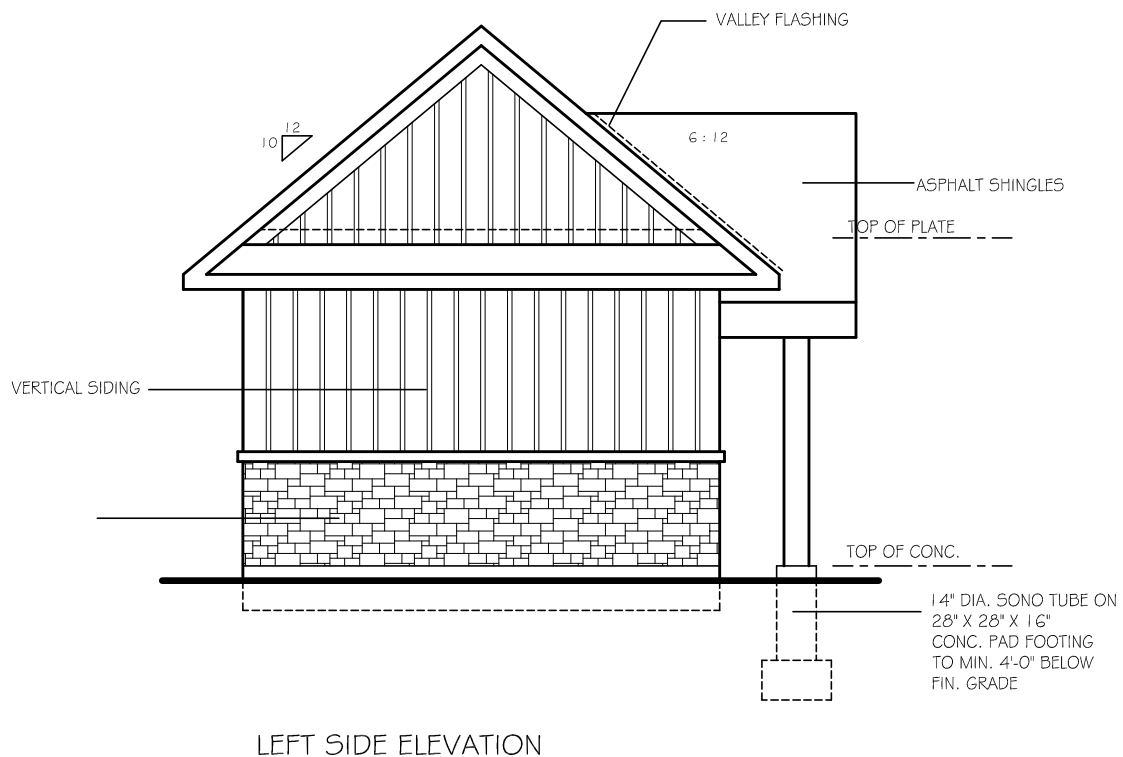 VALLEY FLASHING
12
10
6 : 12
ASPHALT SHINGLES
TOP OF PLATE
VERTICAL SIDING
TOP OF CONC.
14" DIA. SONO TUBE ON
28" X 28" X 16"
CONC. PAD FOOTING
TO MIN. 4'-0" BELOW
FIN. GRADE
LEFT SIDE ELEVATION